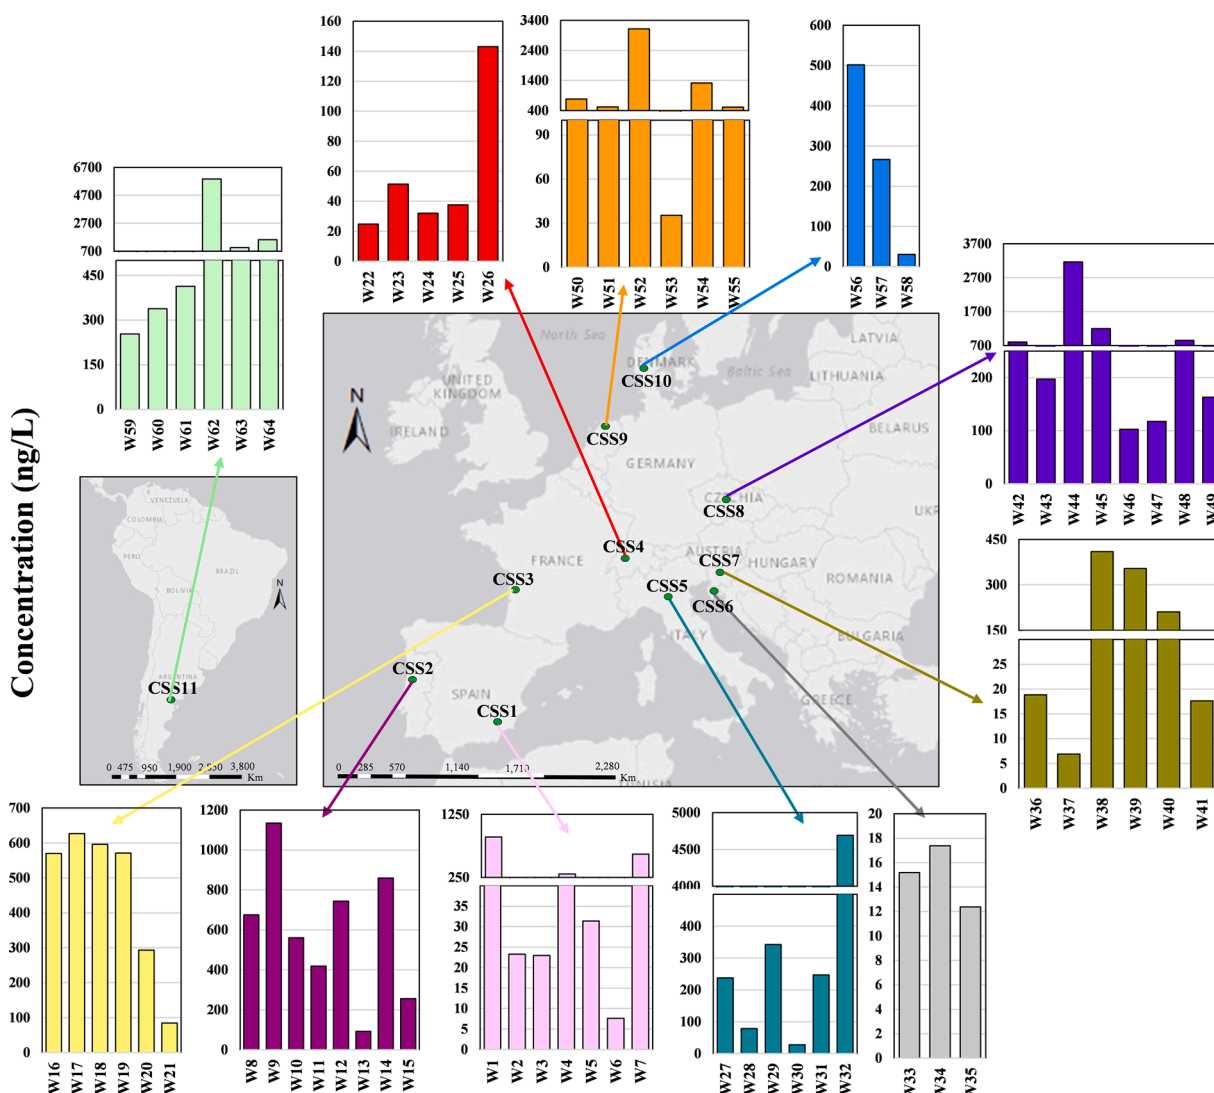 Concentration (ng/L)
160
140
120
100
80
60
40
20
0
W22
W23
W24
W25
W26
3400
2400
1400
400
90
60
30
0
W50
W51
W52
W53
W54
W55
600
500
400
300
200
100
0
W56
W57
W58
6700
4700
2700
700
450
300
150
0
W59
W60
W61
W62
W63
W64
3700
2700
1700
700
200
100
0
W42
W43
W44
W45
W46
W47
W48
W49
VENEZUELA
COLOMBIA
PERU
BRAZIL
BOLIVIA
ARGENTINA
CSS11
N
0 475 950 1,900 2,850 3,800
Km
North Sea
LATVIA
DENMARK
CSS10
Baltic Sea
LITHUANIA
UNITED
KINGDOM
N
IRELAND
CSS9
BELARUS
GERMANY
CZECHIA
CSS8
UKR
CSS4
FRANCE
AUSTRIA
CSS7
HUNGARY
CSS3
CSS5
ROMANIA
CSS6
ITALY
BULGARIA
CSS2
SPAIN
CSS1
GREECE
TUNISIA
0 285 570 1,140 1,710 2,280
Km
450
300
150
30
25
20
15
10
5
0
W36
W37
W38
W39
W40
W41
700
600
500
400
300
200
100
0
W16
W17
W18
W19
W20
W21
1200
1000
800
600
400
200
0
W8
W9
W10
W11
W12
W13
W14
W15
1250
250
35
30
25
20
15
10
5
0
W1
W2
W3
W4
W5
W6
W7
5000
4500
4000
400
300
200
100
0
W27
W28
W29
W30
W31
W32
20
18
16
14
12
10
8
6
4
2
0
W33
W34
W35